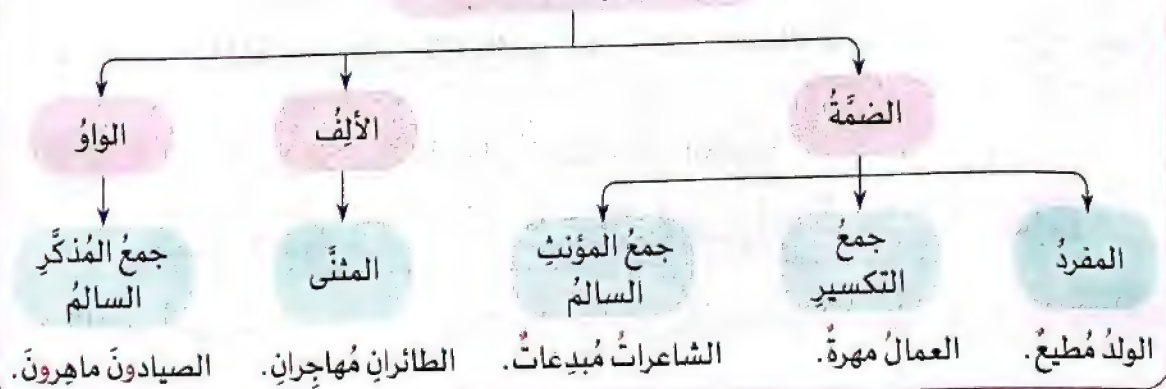 الضمَّةُ
الألِفُ
الواوُ
المفردُ
جمعُ
التكسيرِ
جمعُ المؤنثِ
السالمُ
المثنَّى
جمعُ المُذكَّرِ
السالمُ
الولدُ مُطيعٌ.
العمالُ مهرةٌ.
الشاعراتُ مُبدِعاتٌ.
الطائرانِ مُهاجِرانِ.
الصيادونَ ماهِرونَ.